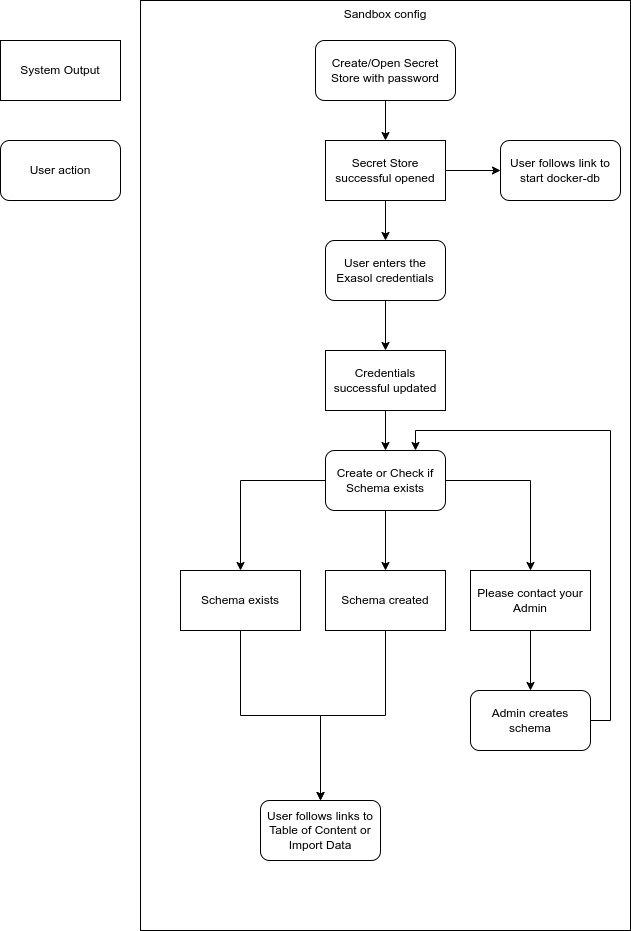 Sandbox config
System Output
User action
Create/Open Secret
Store with password
Secret Store
successful opened
User follows link to
start docker-db
User enters the
Exasol credentials
Credentials
successful updated
Create or Check if
Schema exists
Schema exists
Schema created
Please contact your
Admin
Admin creates
schema
User follows links to
Table of Content or
Import Data